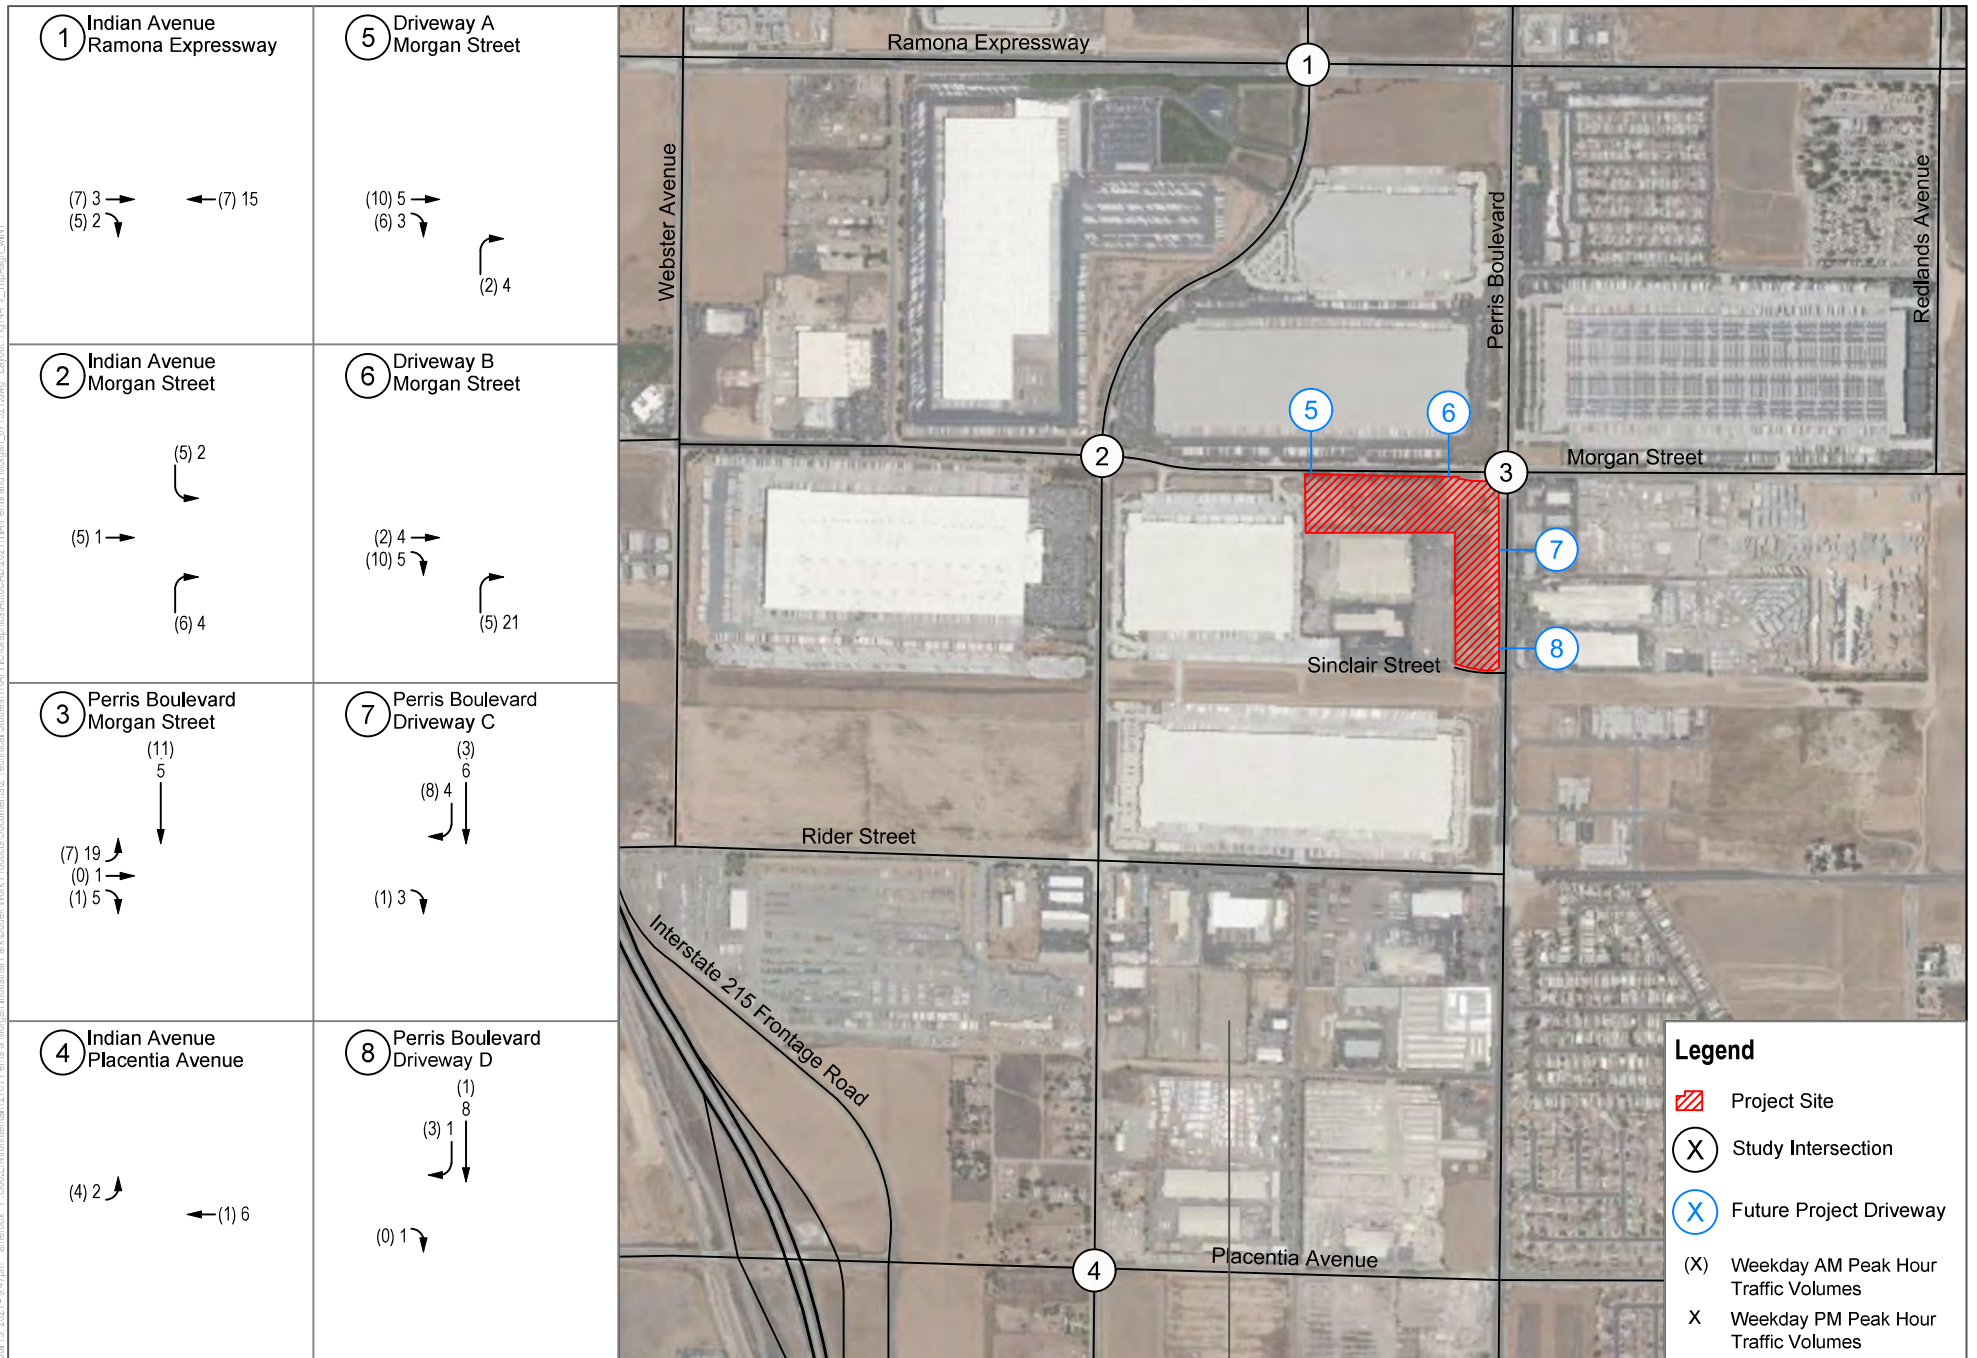 1
Indian Avenue
Ramona Expressway
(7) 3
(5) 2
(7) 15
5
Driveway A
Morgan Street
(10) 5
(6) 3
(2) 4
2
Indian Avenue
Morgan Street
(5) 2
(5) 1
(6) 4
6
Driveway B
Morgan Street
(2) 4
(10) 5
(5) 21
3
Perris Boulevard
Morgan Street
(11)
5
(7) 19
(0) 1
(1) 5
7
Perris Boulevard
Driveway C
(3)
6
(8) 4
(1) 3
4
Indian Avenue
Placentia Avenue
(4) 2
(1) 6
8
Perris Boulevard
Driveway D
(1)
8
(3) 1
(0) 1
Ramona Expressway
1
Webster Avenue
Perris Boulevard
Redlands Avenue
5
6
2
3
Morgan Street
7
8
Sinclair Street
Rider Street
Interstate 215 Frontage Road
Placentia Avenue
4
Legend
Project Site
X
Study Intersection
X
Future Project Driveway
(X)
Weekday AM Peak Hour
Traffic Volumes
X
Weekday PM Peak Hour
Traffic Volumes